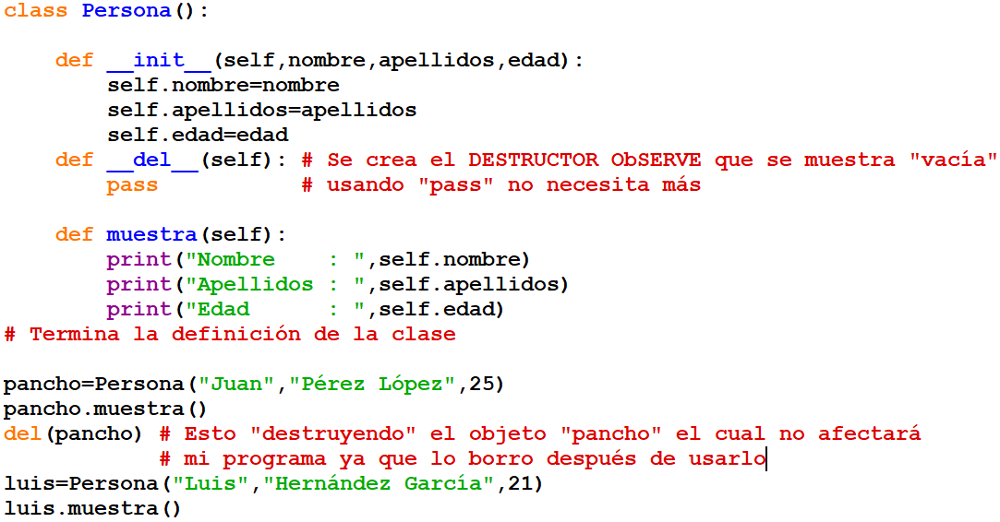 class Persona():
    def __init__(self,nombre,apellidos,edad):
        self.nombre=nombre
        self.apellidos=apellidos
        self.edad=edad
    def __del__(self): # Se crea el DESTRUCTOR ObSERVE que se muestra "vacía"
        pass           # usando "pass" no necesita más
    def muestra(self):
        print("Nombre    : ",self.nombre)
        print("Apellidos : ",self.apellidos)
        print("Edad      : ",self.edad)
# Termina la definición de la clase
pancho=Persona("Juan","Pérez López",25)
pancho.muestra()
del(pancho) # Esto "destruyendo" el objeto "pancho" el cual no afectará
            # mi programa ya que lo borro después de usarlo
luis=Persona("Luis","Hernández García",21)
luis.muestra()